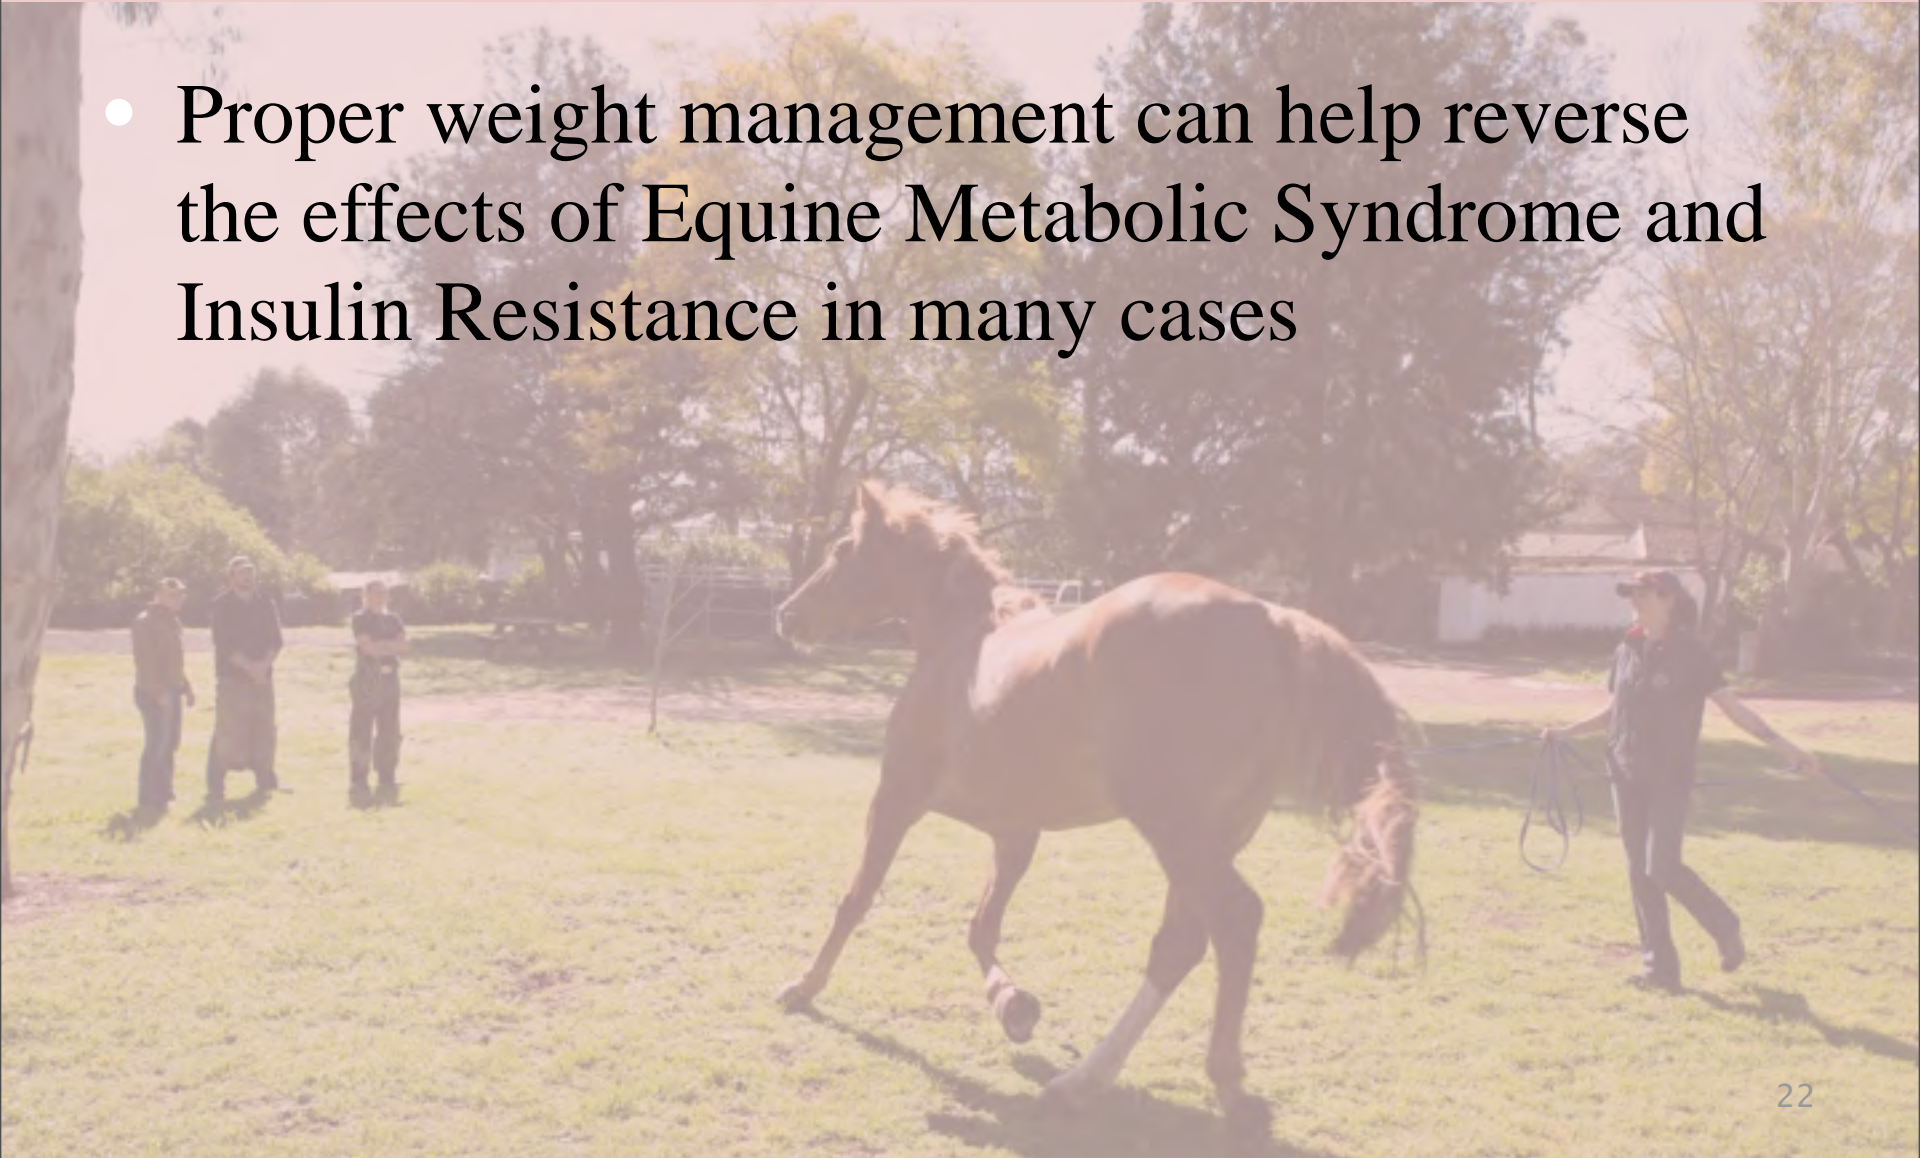 • Proper weight management can help reverse
the effects of Equine Metabolic Syndrome and
Insulin Resistance in many cases
22